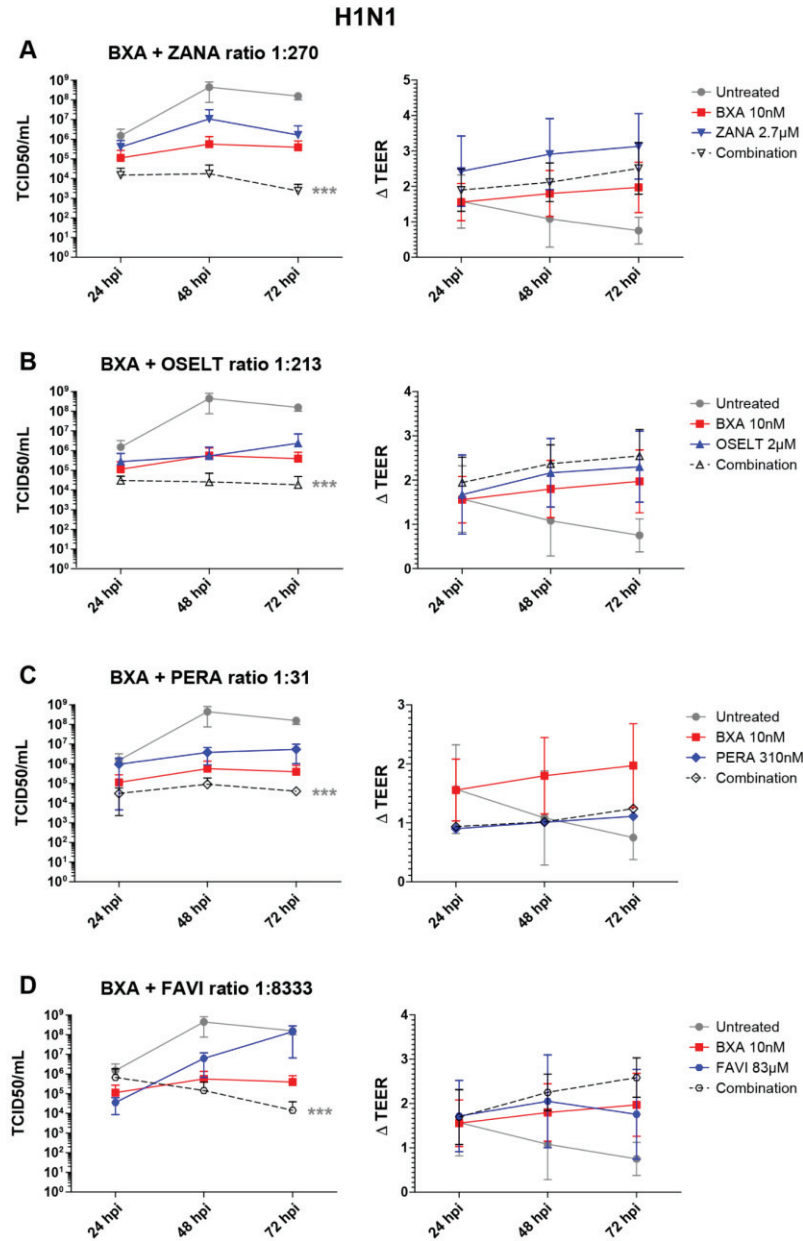 H1N1
A
BXA + ZANA ratio 1:270
TCID50/mL
10⁹
10⁸
10⁷
10⁶
10⁵
10⁴
10³
10²
10¹
10⁰
***
24 hpi
48 hpi
72 hpi
Δ TEER
5
4
3
2
1
0
24 hpi
48 hpi
72 hpi
Untreated
BXA 10nM
ZANA 2.7µM
Combination
B
BXA + OSELT ratio 1:213
TCID50/mL
10⁹
10⁸
10⁷
10⁶
10⁵
10⁴
10³
10²
10¹
10⁰
***
24 hpi
48 hpi
72 hpi
Δ TEER
4
3
2
1
0
24 hpi
48 hpi
72 hpi
Untreated
BXA 10nM
OSELT 2µM
Combination
C
BXA + PERA ratio 1:31
TCID50/mL
10⁹
10⁸
10⁷
10⁶
10⁵
10⁴
10³
10²
10¹
10⁰
***
24 hpi
48 hpi
72 hpi
Δ TEER
3
2
1
0
24 hpi
48 hpi
72 hpi
Untreated
BXA 10nM
PERA 310nM
Combination
D
BXA + FAVI ratio 1:8333
TCID50/mL
10⁹
10⁸
10⁷
10⁶
10⁵
10⁴
10³
10²
10¹
10⁰
***
24 hpi
48 hpi
72 hpi
Δ TEER
4
3
2
1
0
24 hpi
48 hpi
72 hpi
Untreated
BXA 10nM
FAVI 83µM
Combination